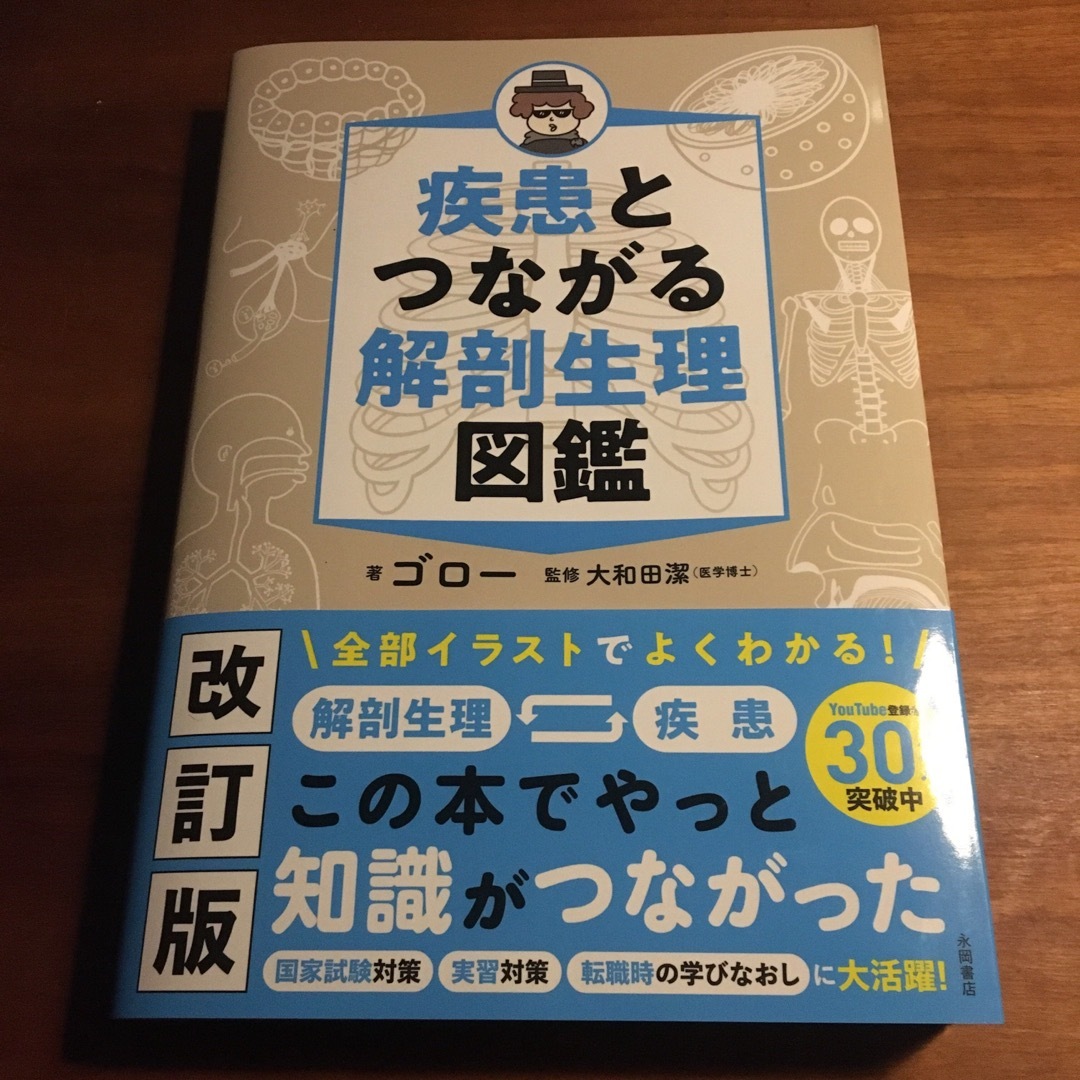 疾患と
つながる
解剖生理
図鑑
著 ゴロー 監修 大和田潔(医学博士)
改訂版
\ 全部イラストでよくわかる! /
解剖生理 疾患
YouTube登録
30
突破中
この本でやっと
知識がつながった
国家試験対策 実習対策 転職時の学びなおし に大活躍!
永岡書店